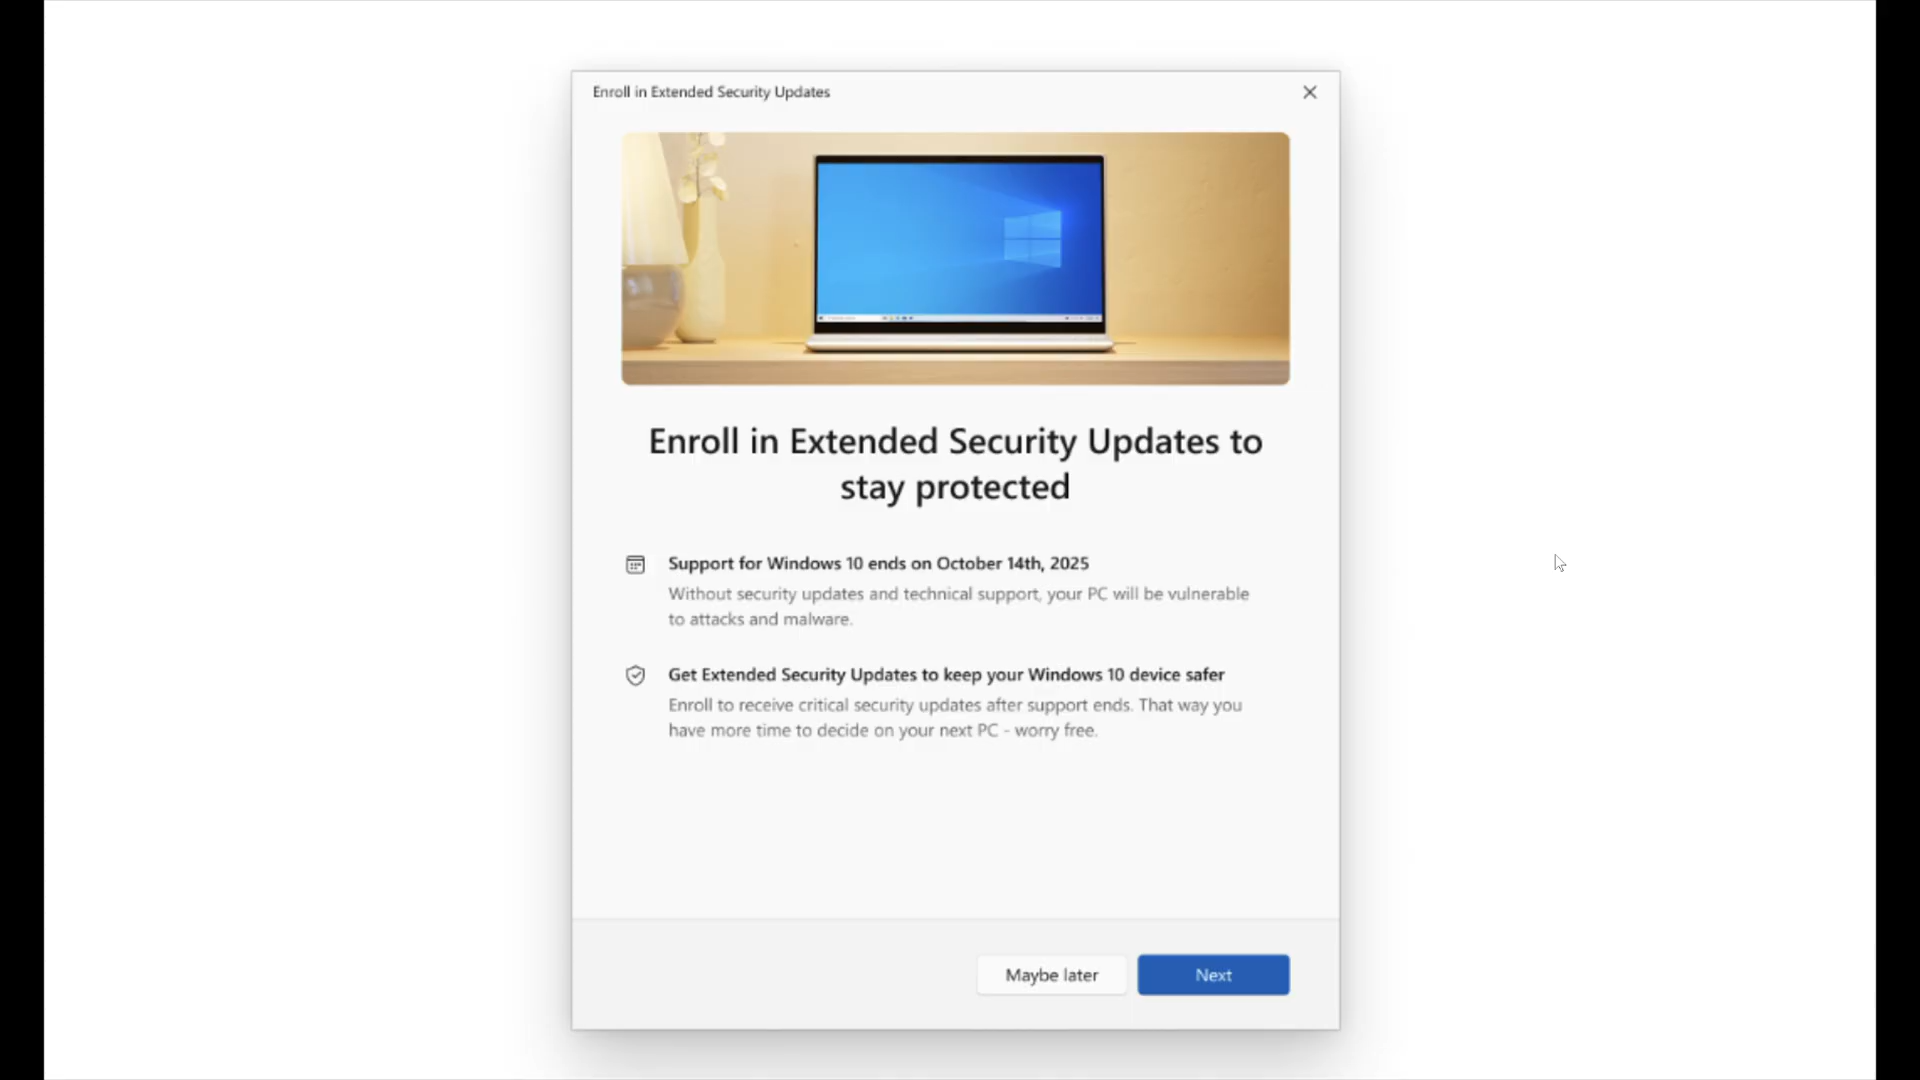 Enroll in Extended Security Updates
Enroll in Extended Security Updates to
stay protected
Support for Windows 10 ends on October 14th, 2025
Without security updates and technical support, your PC will be vulnerable
to attacks and malware.
Get Extended Security Updates to keep your Windows 10 device safer
Enroll to receive critical security updates after support ends. That way you
have more time to decide on your next PC - worry free.
Maybe later
Next